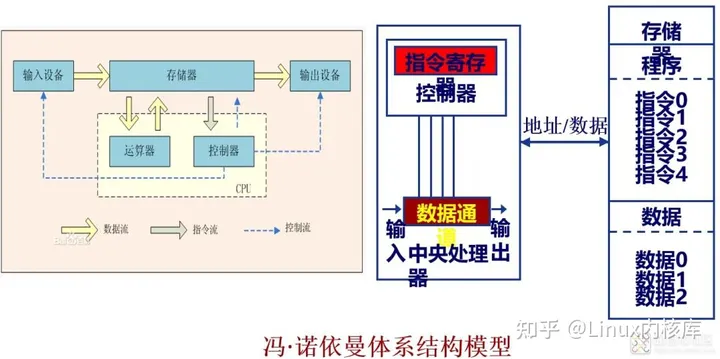 输入设备
存储器
输出设备
运算器
控制器
CPU
数据流
指令流
控制流
指令寄存器
控制器
数据通道
输入
中央处理器
输出
地址/数据
存储器
程序
指令0
指令1
指令2
指令3
指令4
数据
数据0
数据1
数据2
知乎 @Linux内核库
冯·诺依曼体系结构模型